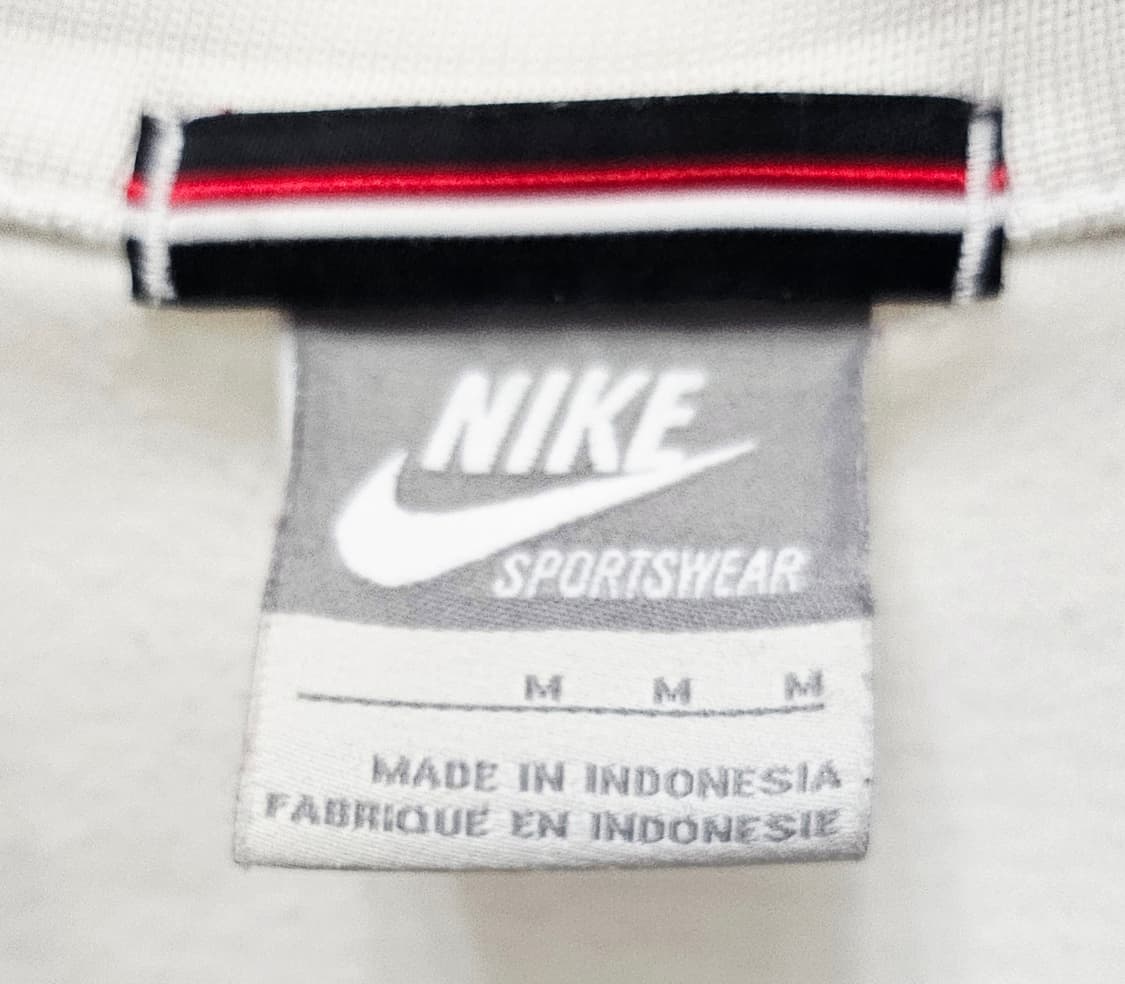 NIKE
SPORTSWEAR
M M M
MADE IN INDONESIA
FABRIQUE EN INDONESIE